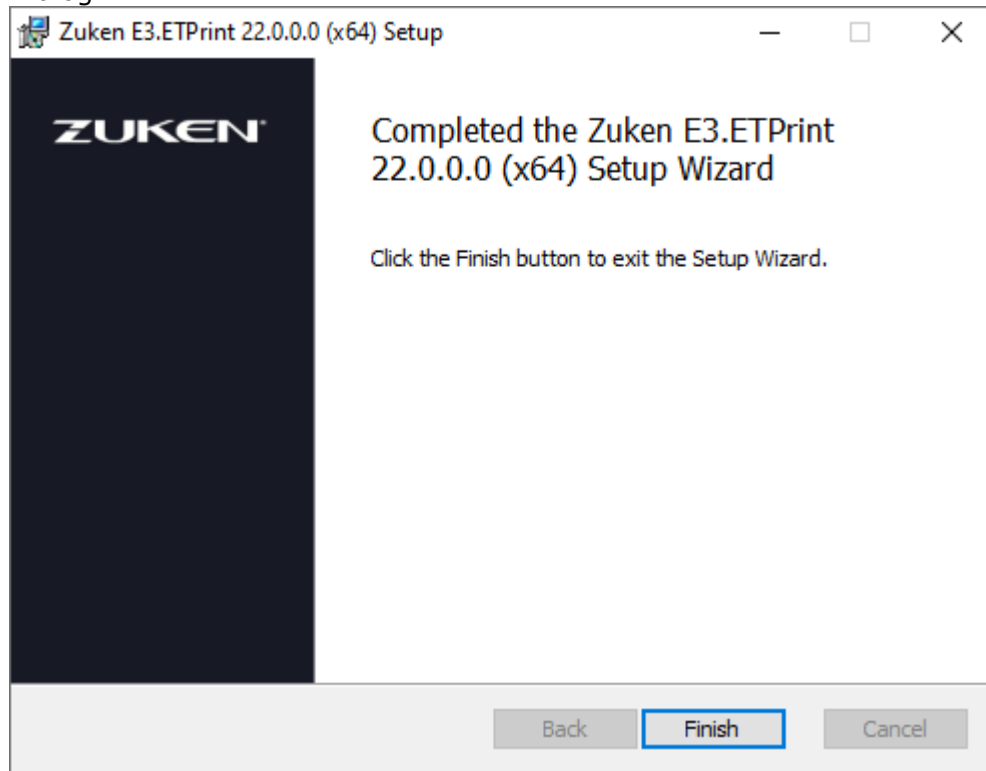 Zuken E3.ETPrint 22.0.0.0 (x64) Setup
ZUKEN
Completed the Zuken E3.ETPrint
22.0.0.0 (x64) Setup Wizard
Click the Finish button to exit the Setup Wizard.
Back Finish Cancel